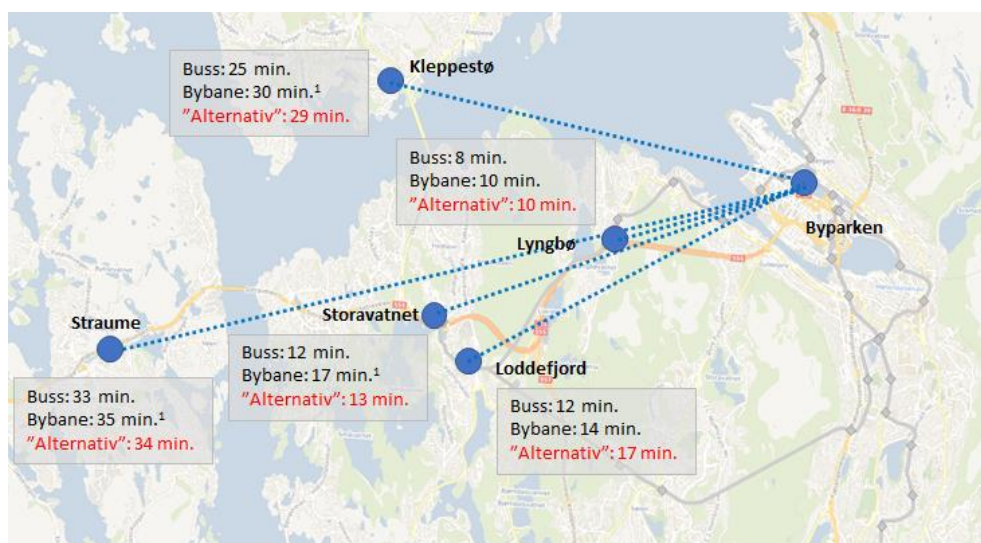 Kleppestø
Buss: 25 min.
Bybane: 30 min.¹
"Alternativ": 29 min.
Buss: 8 min.
Bybane: 10 min.
"Alternativ": 10 min.
Byparken
Lyngbø
Storavatnet
Straume
Buss: 12 min.
Bybane: 17 min.¹
"Alternativ": 13 min.
Loddefjord
Buss: 33 min.
Bybane: 35 min.¹
"Alternativ": 34 min.
Buss: 12 min.
Bybane: 14 min.
"Alternativ": 17 min.